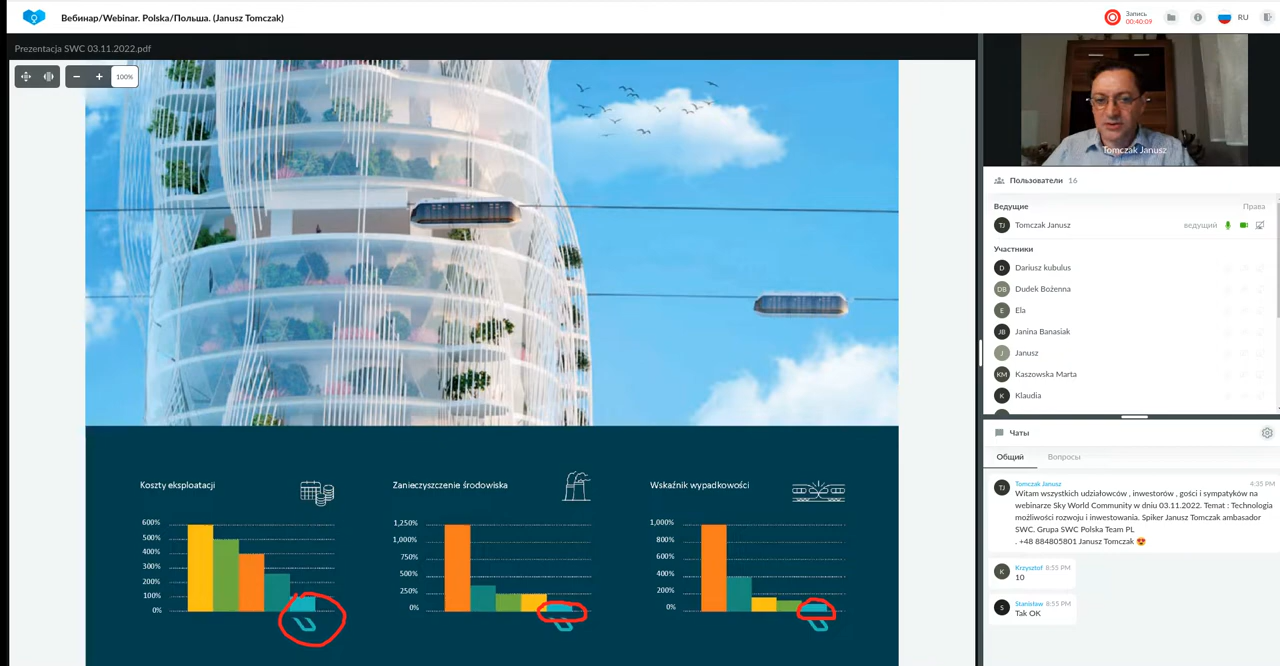 Вебинар/Webinar. Polska/Польша. (Janusz Tomczak)
Запись
00:40:09
RU
Prezentacja SWC 03.11.2022.pdf
100%
Tomczak Janusz
Пользователи 16
Ведущие Права
TJ Tomczak Janusz ведущий
Участники
D Dariusz kubulus
DB Dudek Bożenna
E Ela
JB Janina Banasiak
J Janusz
KM Kaszowska Marta
K Klaudia
Чаты
Общий Вопросы
TJ Tomczak Janusz 4:35 PM
Witam wszystkich udziałowców , inwestorów , gości i sympatyków na
webinarze Sky World Community w dniu 03.11.2022. Temat : Technologia
możliwości rozwoju i inwestowania. Spiker Janusz Tomczak ambasador
SWC. Grupa SWC Polska Team PL
. +48 884805801 Janusz Tomczak 😍
K Krzysztof 8:55 PM
10
S Stanisław 8:55 PM
Tak OK
Koszty eksploatacji
600%
500%
400%
300%
200%
100%
0%
Zanieczyszczenie środowiska
1,250%
1,000%
750%
500%
250%
0%
Wskaźnik wypadkowości
1,000%
800%
600%
400%
200%
0%